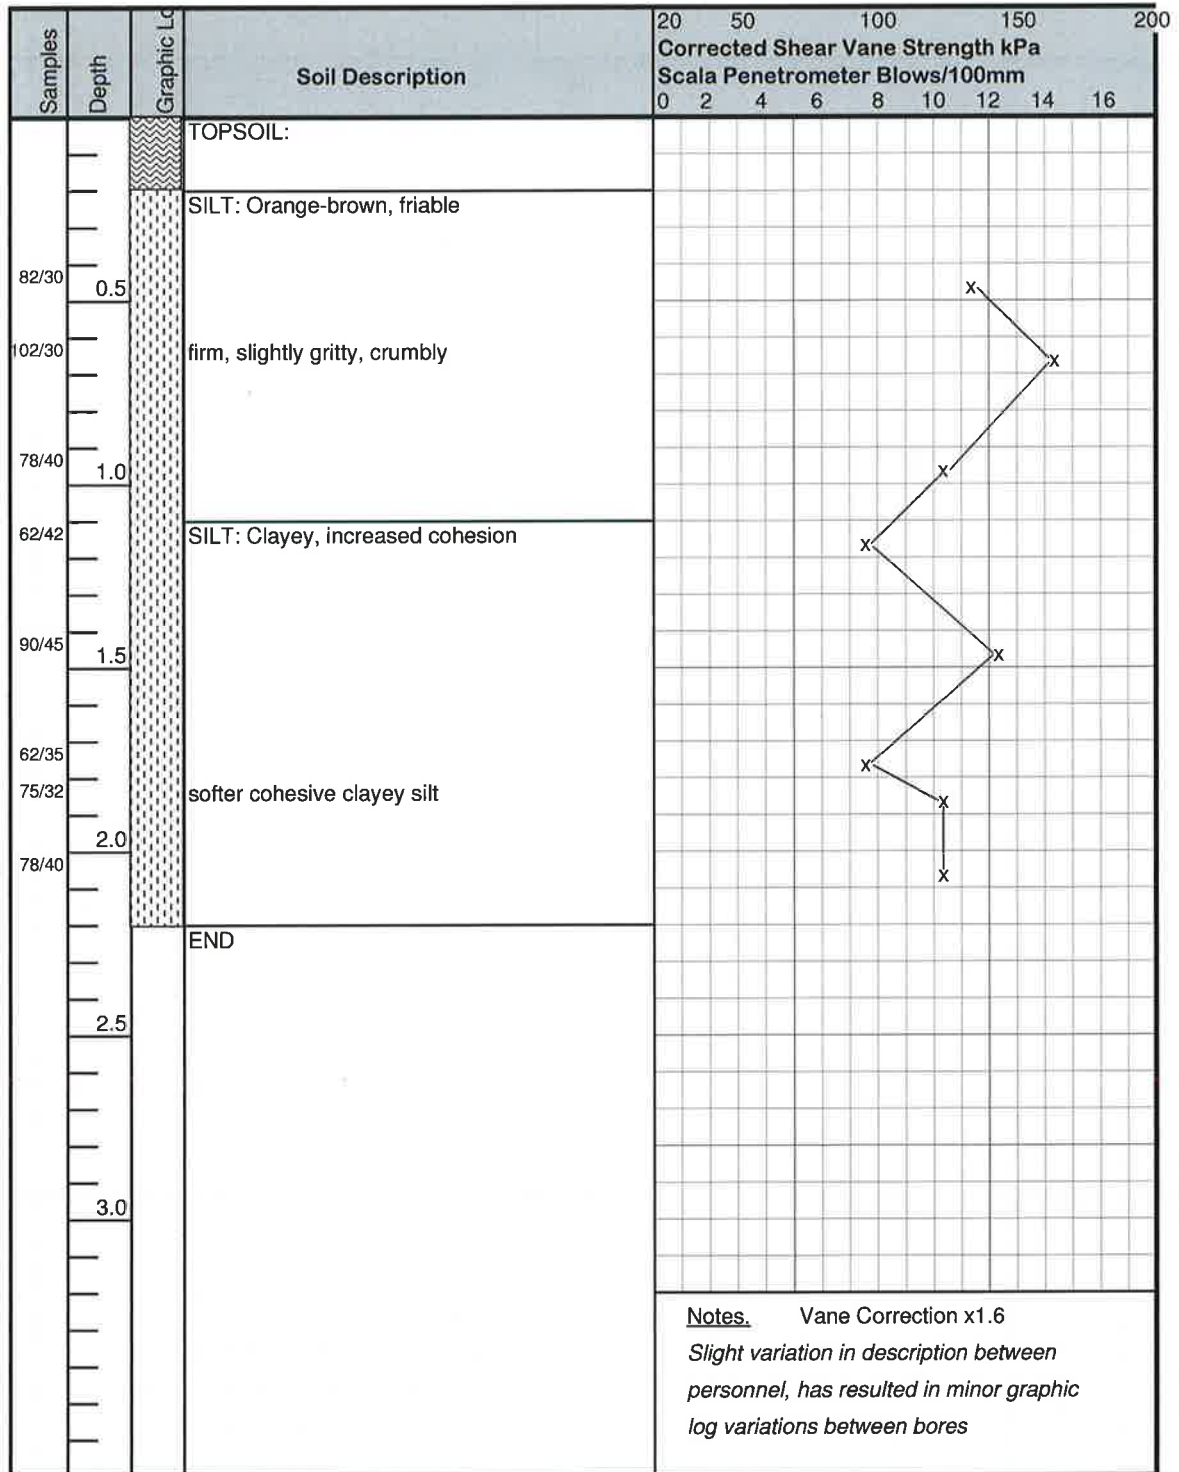 Samples
Depth
Graphic Lo
Soil Description
20 50 100 150 200
Corrected Shear Vane Strength kPa
Scala Penetrometer Blows/100mm
0 2 4 6 8 10 12 14 16
TOPSOIL:
SILT: Orange-brown, friable
82/30
0.5
102/30
firm, slightly gritty, crumbly
78/40
1.0
62/42
SILT: Clayey, increased cohesion
90/45
1.5
62/35
75/32
softer cohesive clayey silt
2.0
78/40
END
2.5
3.0
Notes. Vane Correction x1.6
Slight variation in description between
personnel, has resulted in minor graphic
log variations between bores